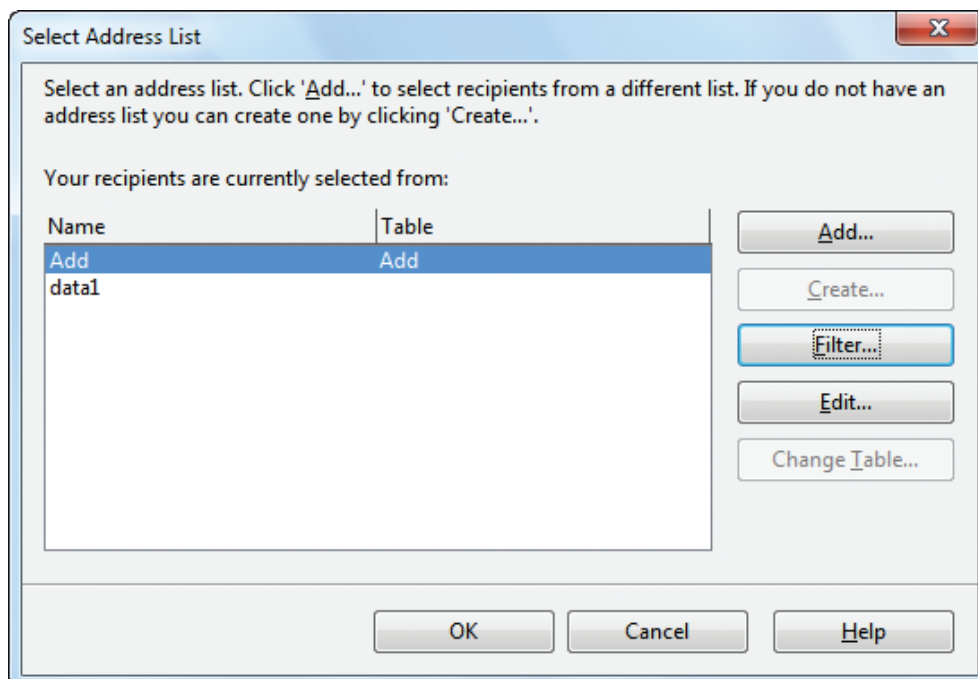 Select Address List
Select an address list. Click 'Add...' to select recipients from a different list. If you do not have an
address list you can create one by clicking 'Create...'.
Your recipients are currently selected from:
Name Table
Add Add
data1
Add...
Create...
Filter...
Edit...
Change Table...
OK Cancel Help